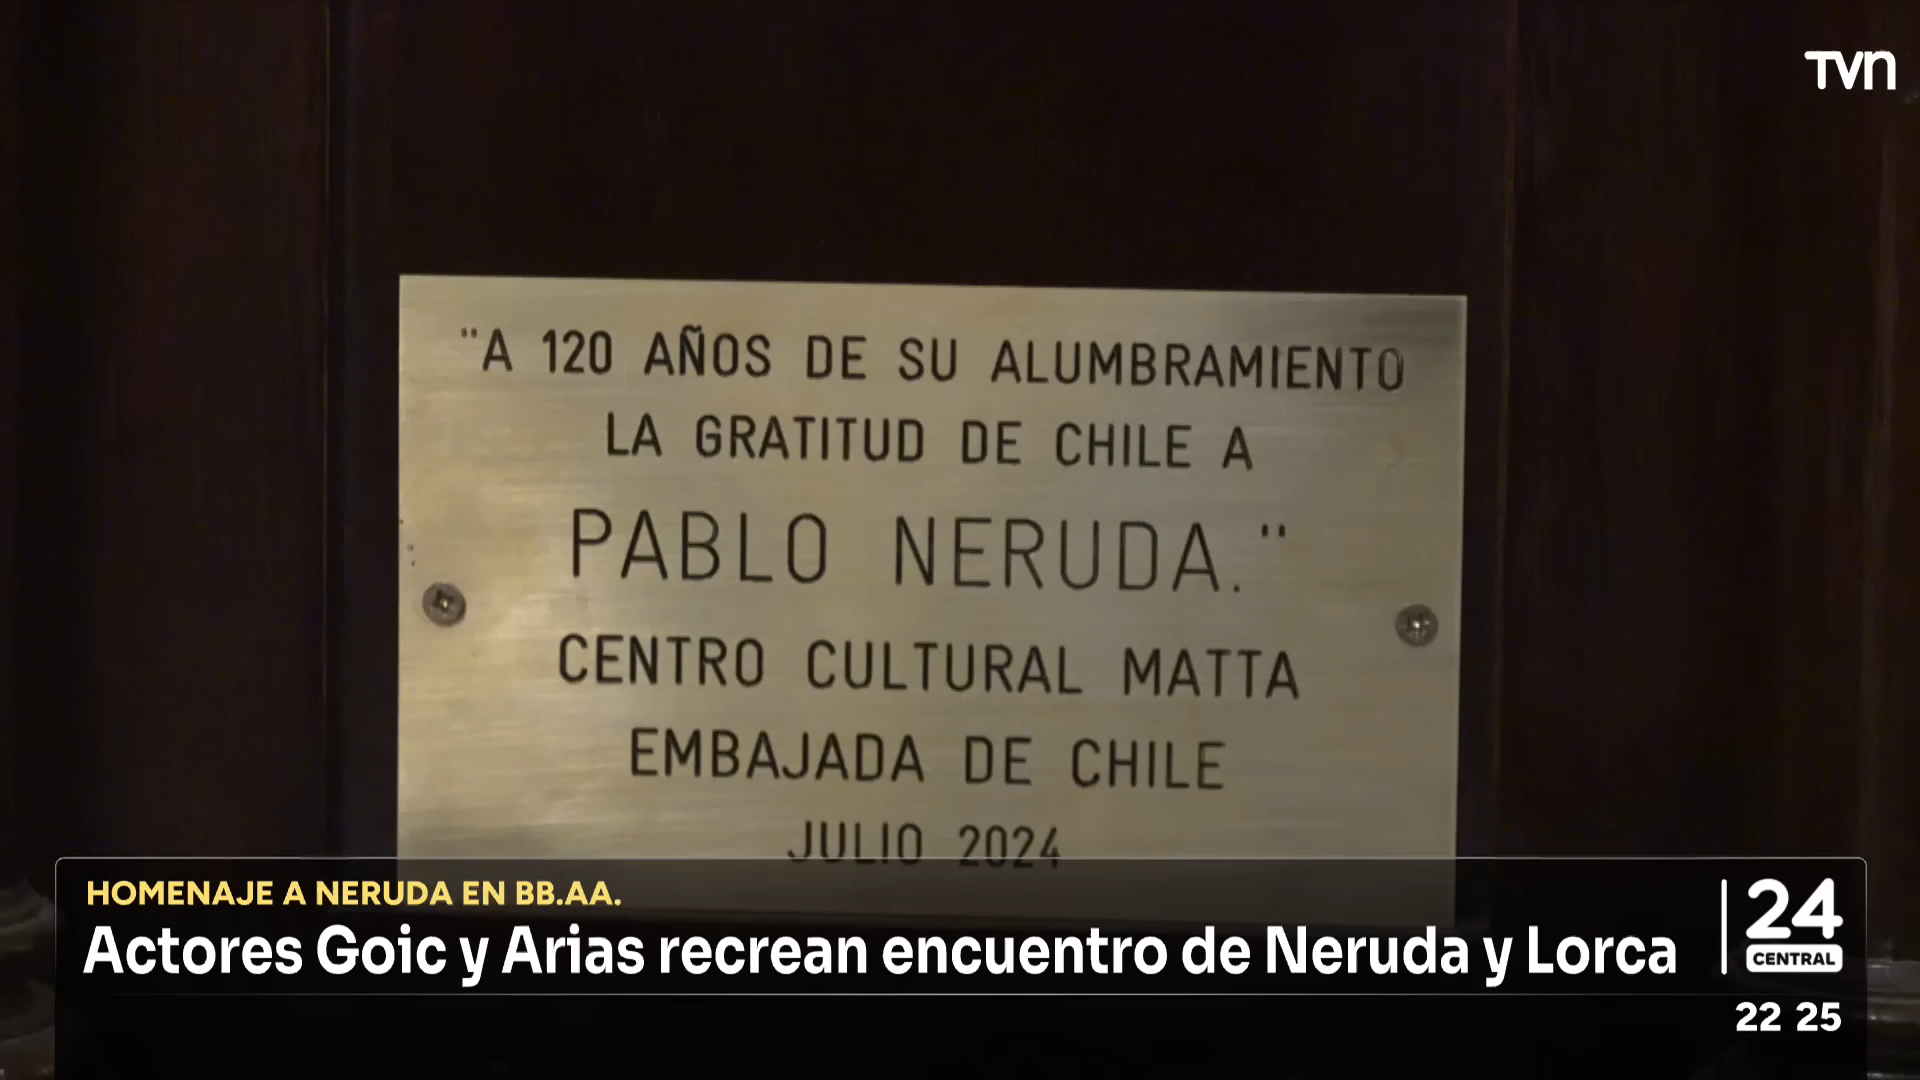 TVN
"A 120 AÑOS DE SU ALUMBRAMIENTO
LA GRATITUD DE CHILE A
PABLO NERUDA."
CENTRO CULTURAL MATTA
EMBAJADA DE CHILE
JULIO 2024
HOMENAJE A NERUDA EN BB.AA.
Actores Goic y Arias recrean encuentro de Neruda y Lorca
24
CENTRAL
22 25